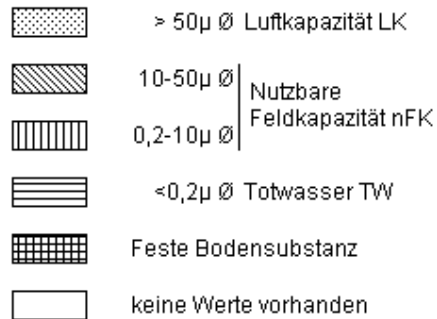 > 50µ Ø Luftkapazität LK
10-50µ Ø
Nutzbare
Feldkapazität nFK
0,2-10µ Ø
<0,2µ Ø Totwasser TW
Feste Bodensubstanz
keine Werte vorhanden